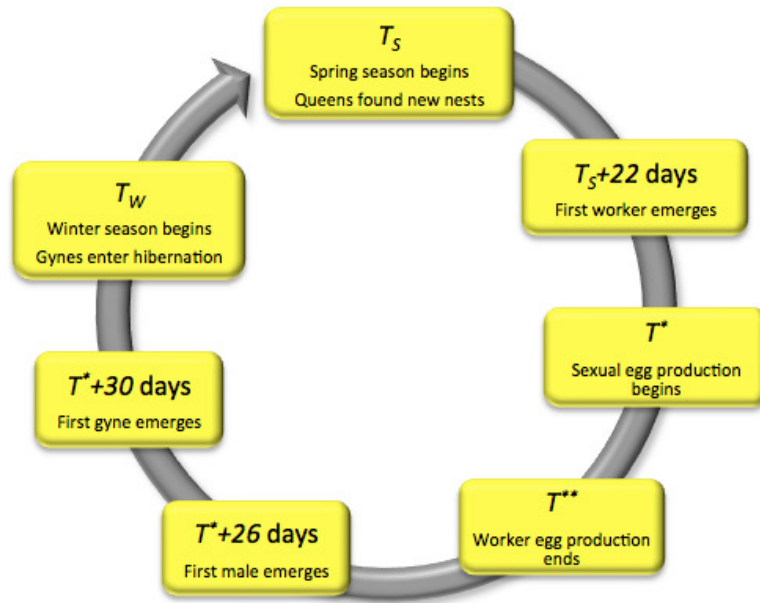 T_S
Spring season begins
Queens found new nests
T_S+22 days
First worker emerges
T*
Sexual egg production
begins
T**
Worker egg production
ends
T*+26 days
First male emerges
T*+30 days
First gyne emerges
T_W
Winter season begins
Gynes enter hibernation